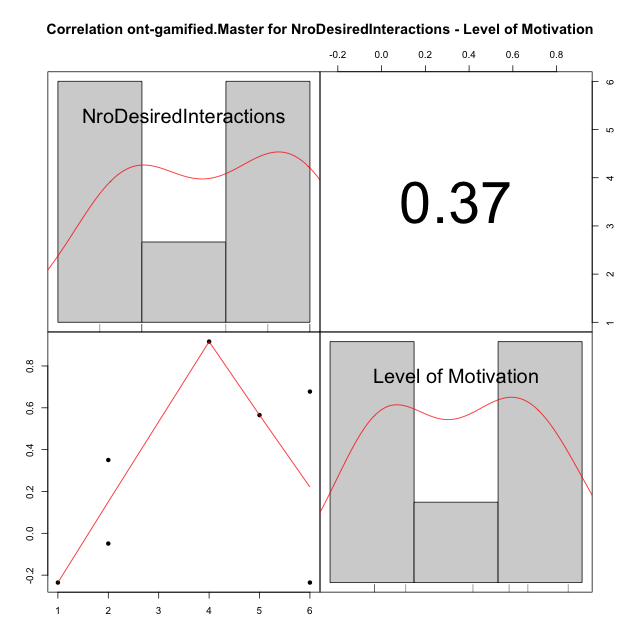 Correlation ont-gamified.Master for NroDesiredInteractions - Level of Motivation
-0.2 0.0 0.2 0.4 0.6 0.8
NroDesiredInteractions
0.37
6
5
4
3
2
1
0.8
0.6
0.4
0.2
0.0
-0.2
Level of Motivation
1 2 3 4 5 6